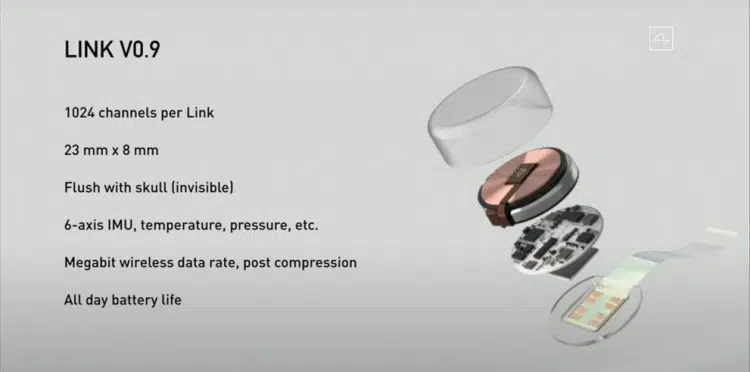 LINK V0.9
1024 channels per Link
23 mm x 8 mm
Flush with skull (invisible)
6-axis IMU, temperature, pressure, etc.
Megabit wireless data rate, post compression
All day battery life